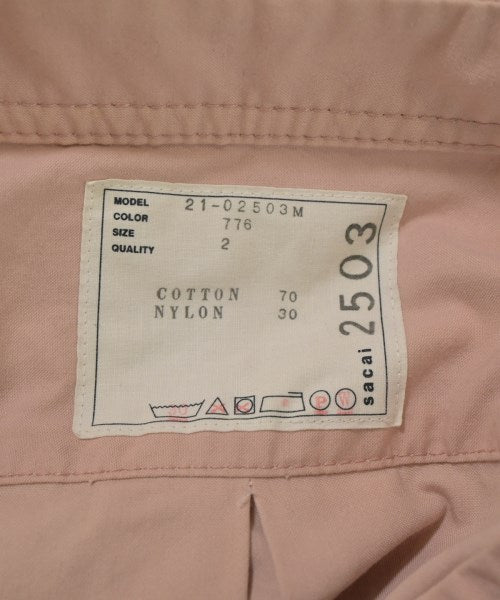 MODEL 21-02503M
COLOR 776
SIZE 2
QUALITY
COTTON 70
NYLON 30
sacai 2503